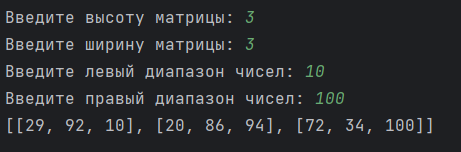 Введите высоту матрицы: 3
Введите ширину матрицы: 3
Введите левый диапазон чисел: 10
Введите правый диапазон чисел: 100
[[29, 92, 10], [20, 86, 94], [72, 34, 100]]